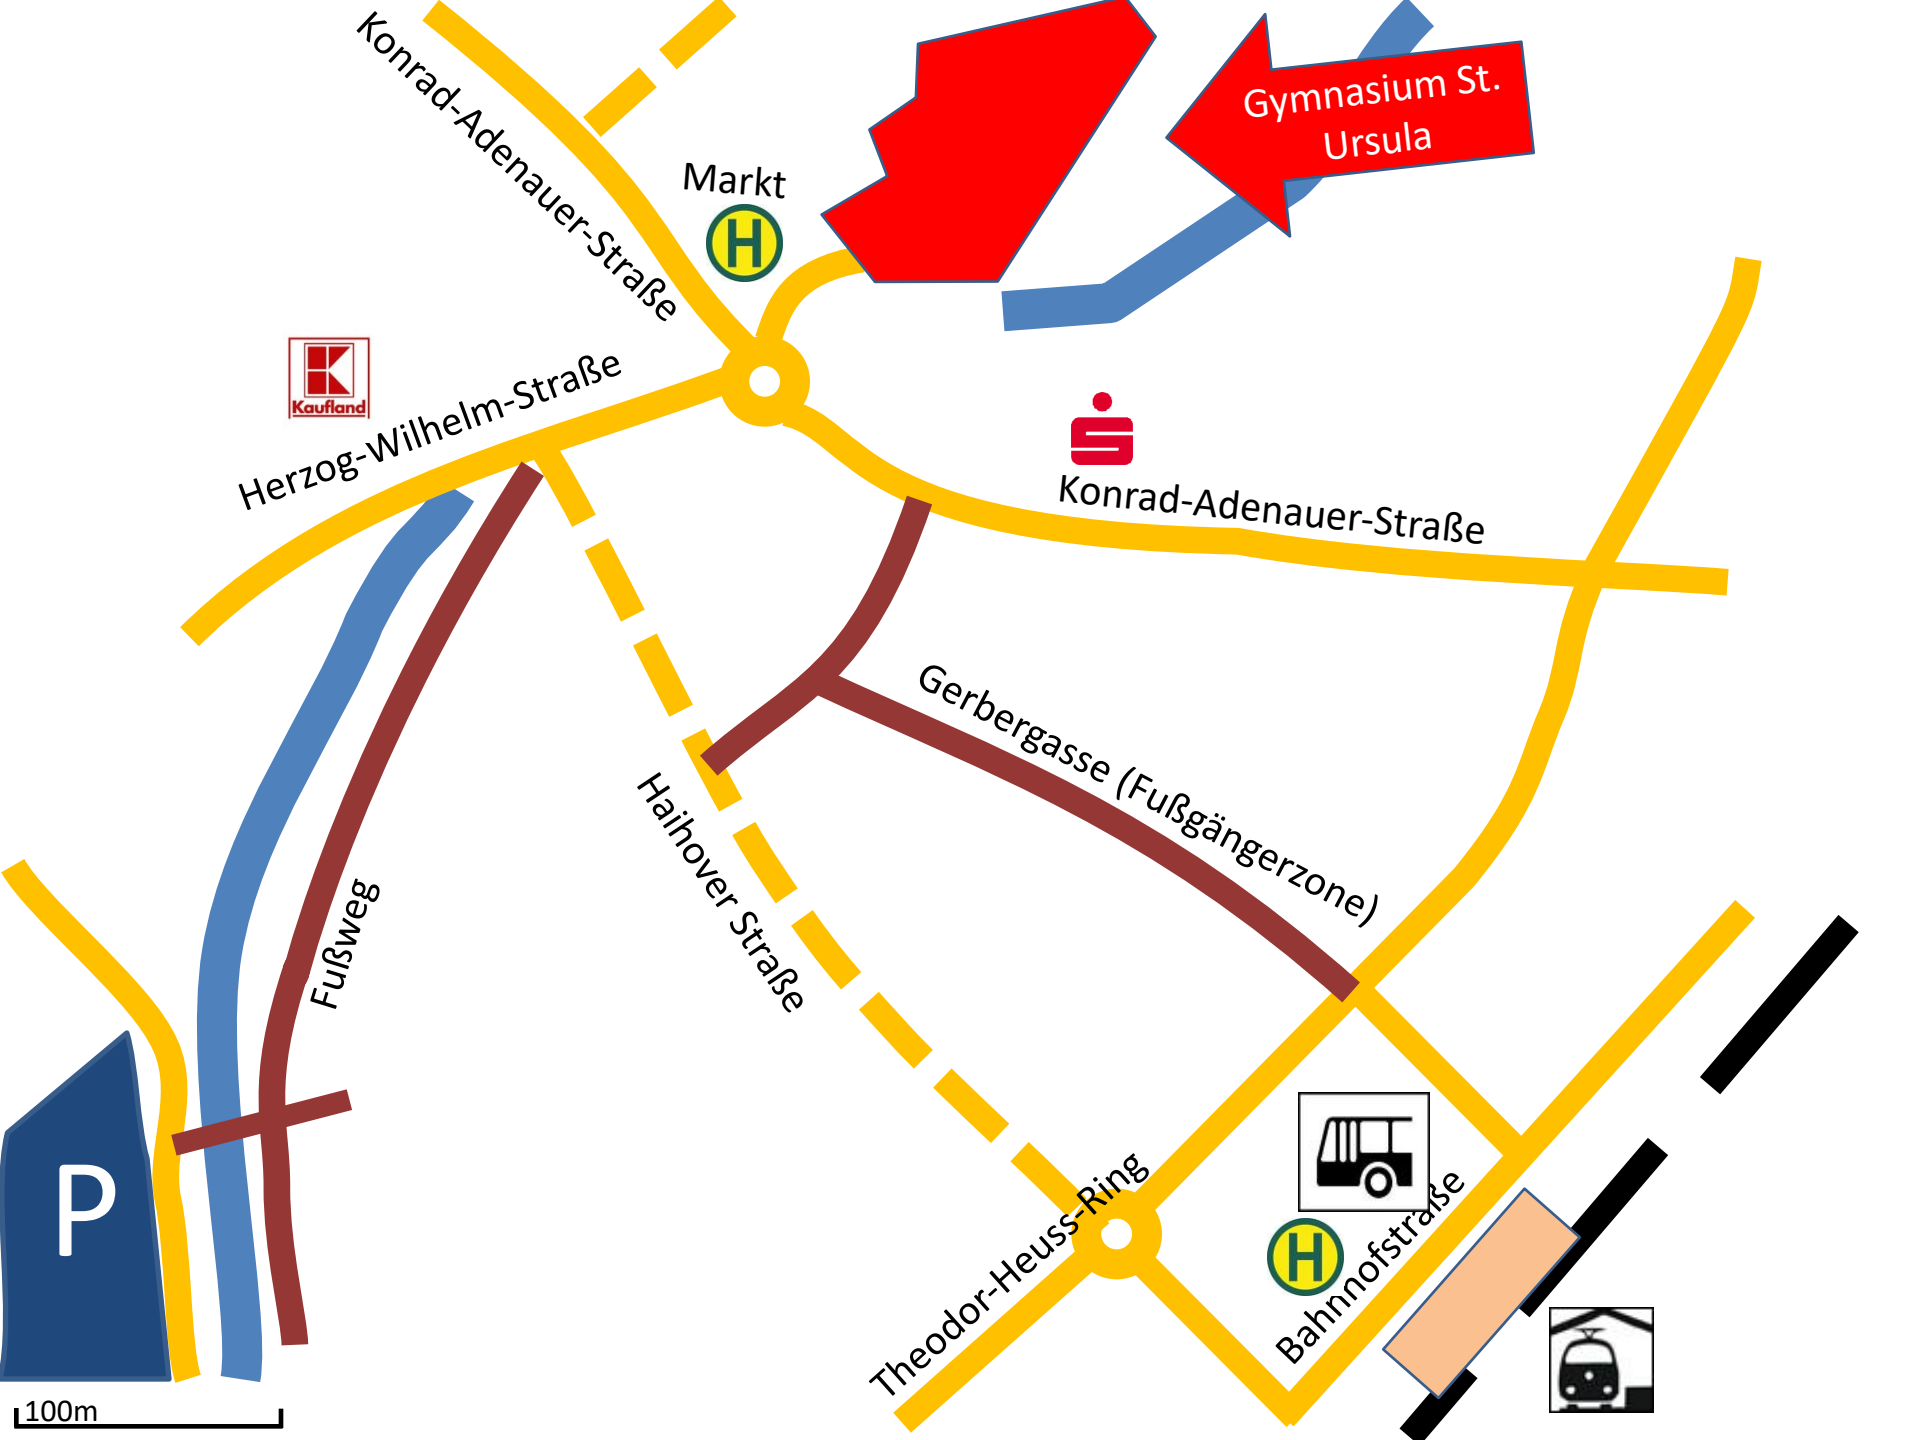 Konrad-Adenauer-Straße
Gymnasium St.
Ursula
Markt
H
Kaufland
Herzog-Wilhelm-Straße
Konrad-Adenauer-Straße
Gerbergasse (Fußgängerzone)
Haihover Straße
Fußweg
P
Theodor-Heuss-Ring
H
Bahnhofstraße
100m